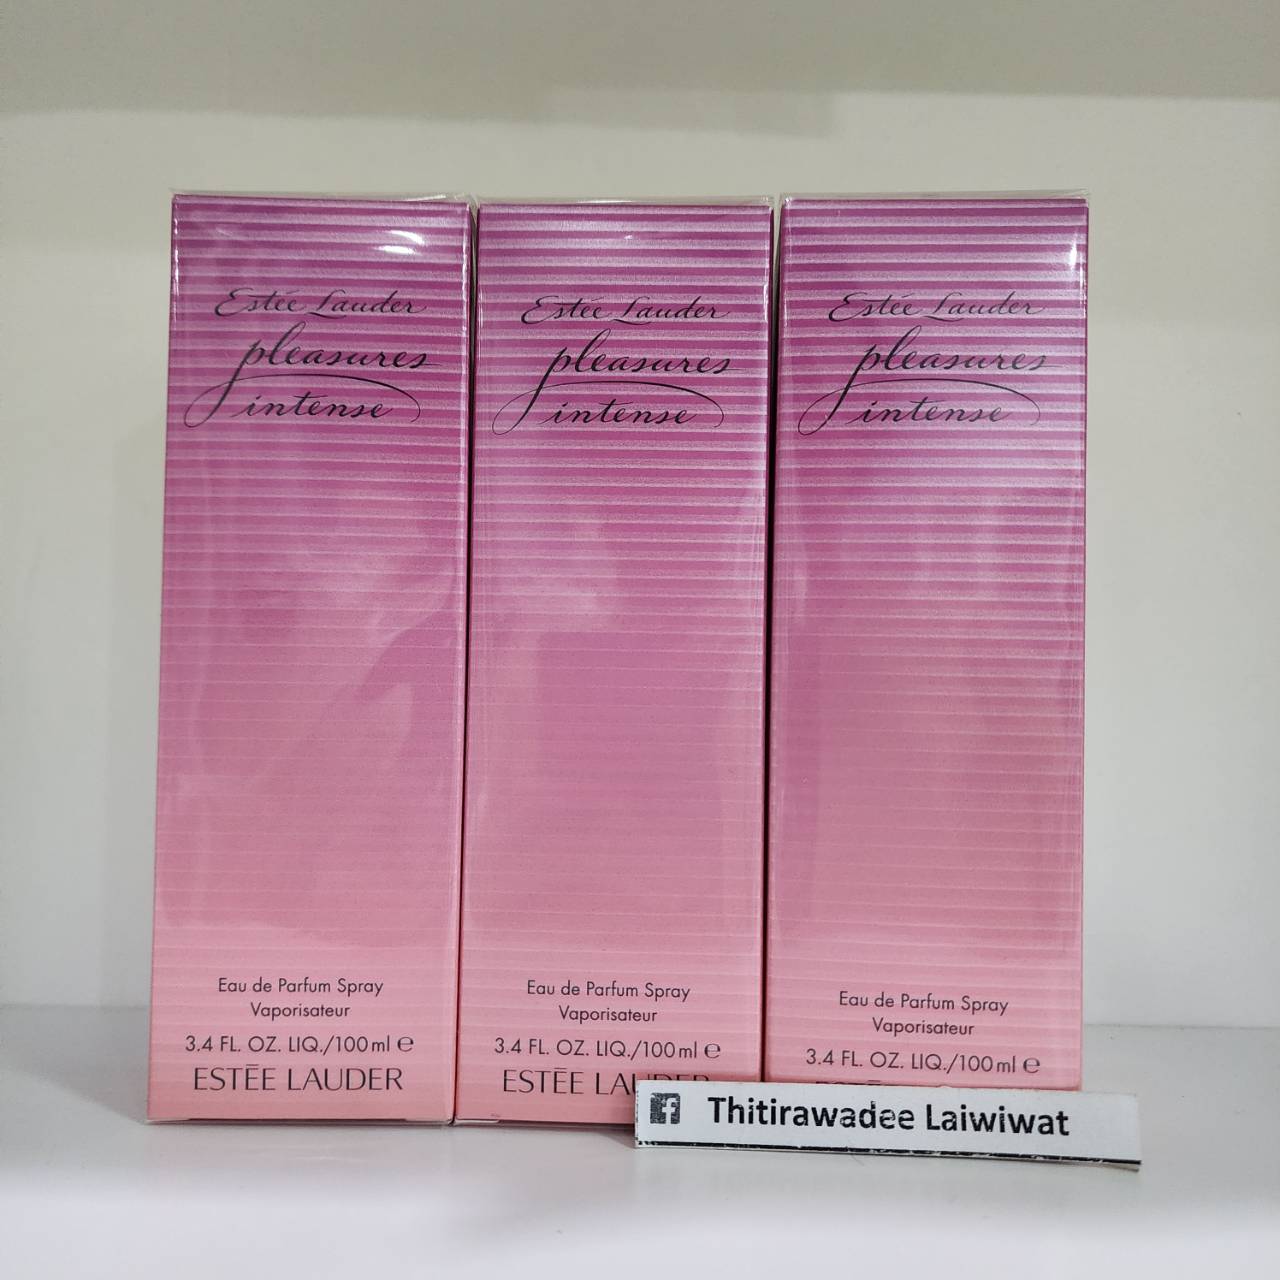 Estée Lauder
pleasures
intense
Eau de Parfum Spray
Vaporisateur
3.4 FL. OZ. LIQ./100 ml ℮
ESTĒE LAUDER
Estée Lauder
pleasures
intense
Eau de Parfum Spray
Vaporisateur
3.4 FL. OZ. LIQ./100 ml ℮
ESTĒE LAUDER
Estée Lauder
pleasures
intense
Eau de Parfum Spray
Vaporisateur
3.4 FL. OZ. LIQ./100 ml ℮
f Thitirawadee Laiwiwat